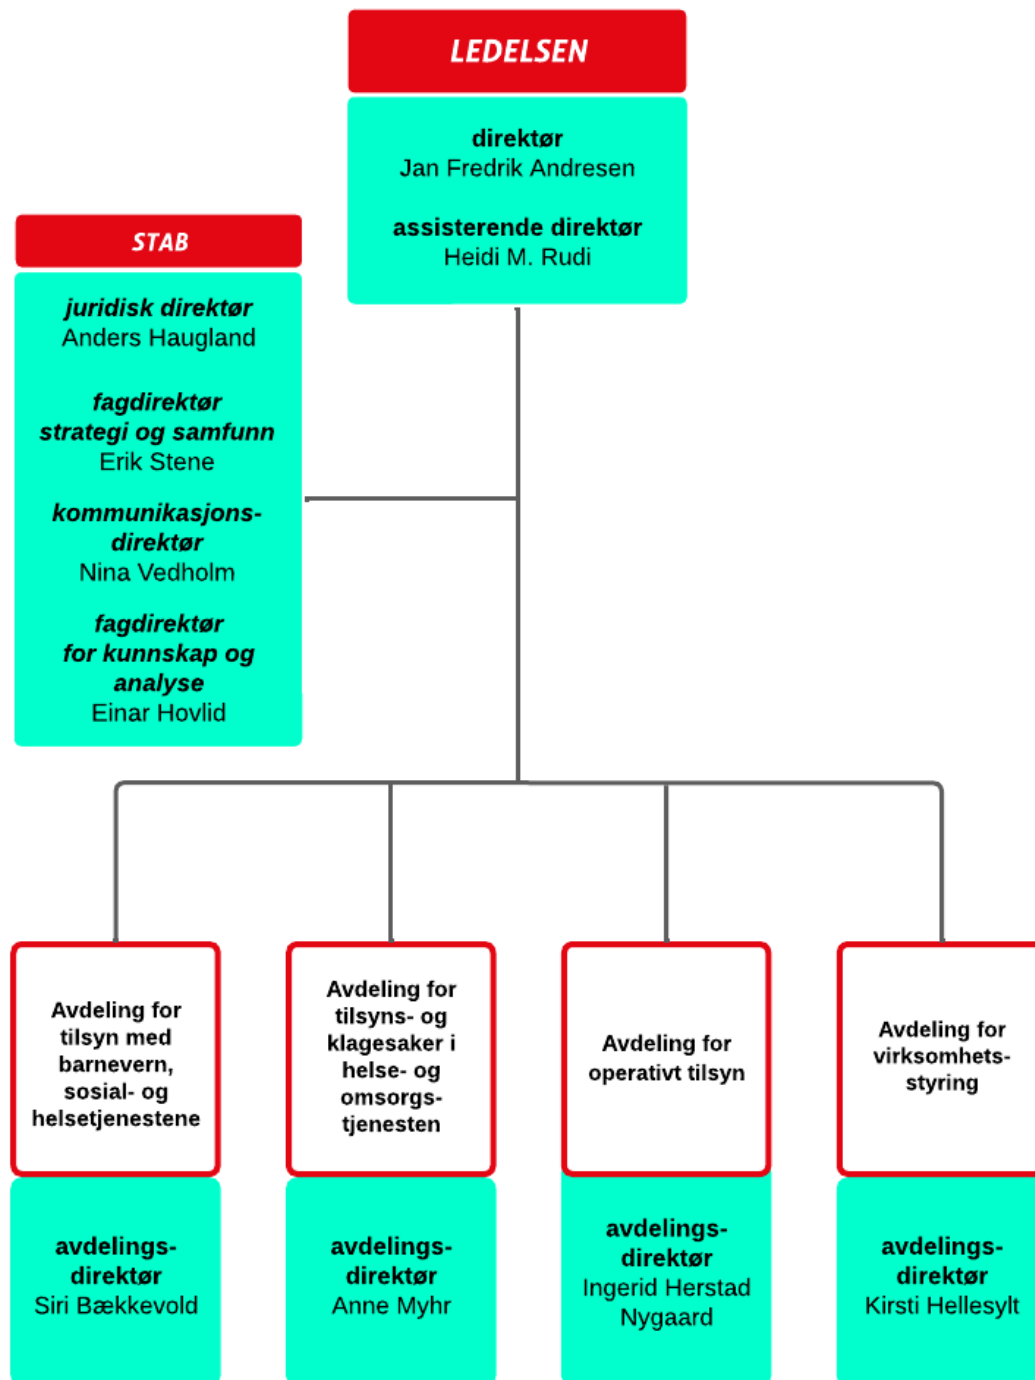 LEDELSEN
direktør
Jan Fredrik Andresen
assisterende direktør
Heidi M. Rudi
STAB
juridisk direktør
Anders Haugland
fagdirektør
strategi og samfunn
Erik Stene
kommunikasjons-
direktør
Nina Vedholm
fagdirektør
for kunnskap og
analyse
Einar Hovlid
Avdeling for
tilsyn med
barnevern,
sosial- og
helsetjenestene
avdelings-
direktør
Siri Bækkevold
Avdeling for
tilsyns- og
klagesaker i
helse- og
omsorgs-
tjenesten
avdelings-
direktør
Anne Myhr
Avdeling for
operativt tilsyn
avdelings-
direktør
Ingerid Herstad
Nygaard
Avdeling for
virksomhets-
styring
avdelings-
direktør
Kirsti Hellesylt